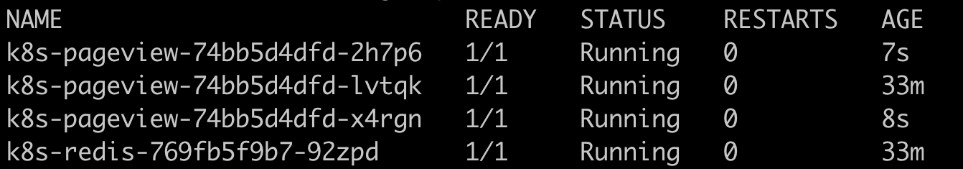 NAME READY STATUS RESTARTS AGE
k8s-pageview-74bb5d4dfd-2h7p6 1/1 Running 0 7s
k8s-pageview-74bb5d4dfd-lvtqk 1/1 Running 0 33m
k8s-pageview-74bb5d4dfd-x4rgn 1/1 Running 0 8s
k8s-redis-769fb5f9b7-92zpd 1/1 Running 0 33m